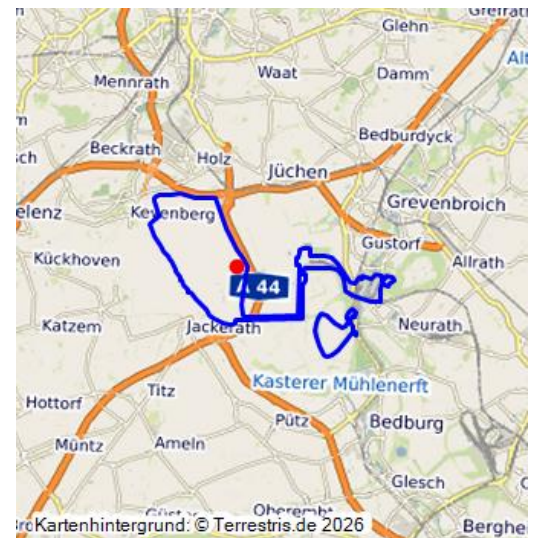 Glehn
Waat
Damm
Mennrath
Bedburdyck
Beckrath
Holz
Jüchen
Grevenbroich
Keyenberg
Gustorf
Kückhoven
Allrath
A 44
Katzem
Jackerath
Neurath
Kasterer Mühlenerft
Titz
Hottorf
Pütz
Bedburg
Müntz
Ameln
Glesch
Oberembt
Kartenhintergrund: © Terrestris.de 2026